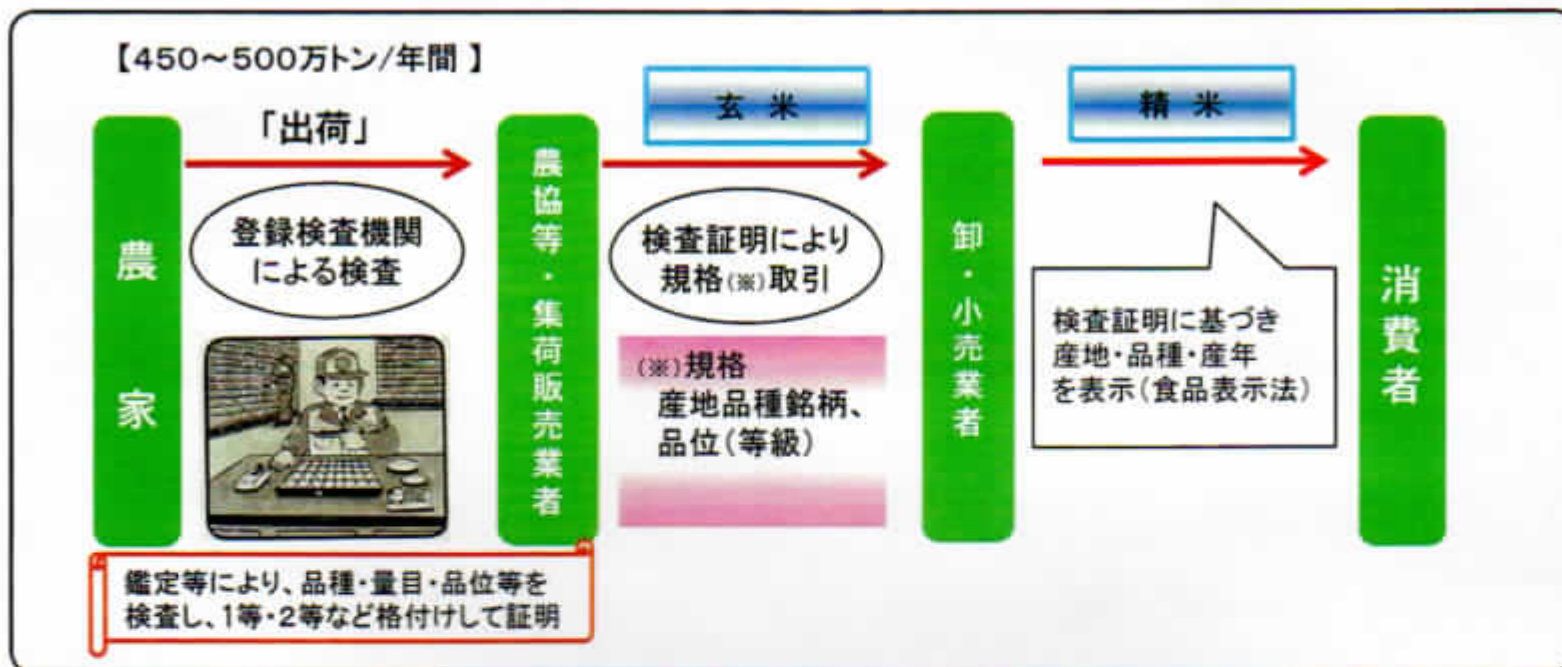 【450～500万トン/年間 】
「出荷」
玄 米
精 米
農家
登録検査機関
による検査
農協等・集荷販売業者
検査証明により
規格(※)取引
(※)規格
産地品種銘柄、
品位(等級)
卸・小売業者
検査証明に基づき
産地・品種・産年
を表示(食品表示法)
消費者
鑑定等により、品種・量目・品位等を
検査し、1等・2等など格付けして証明